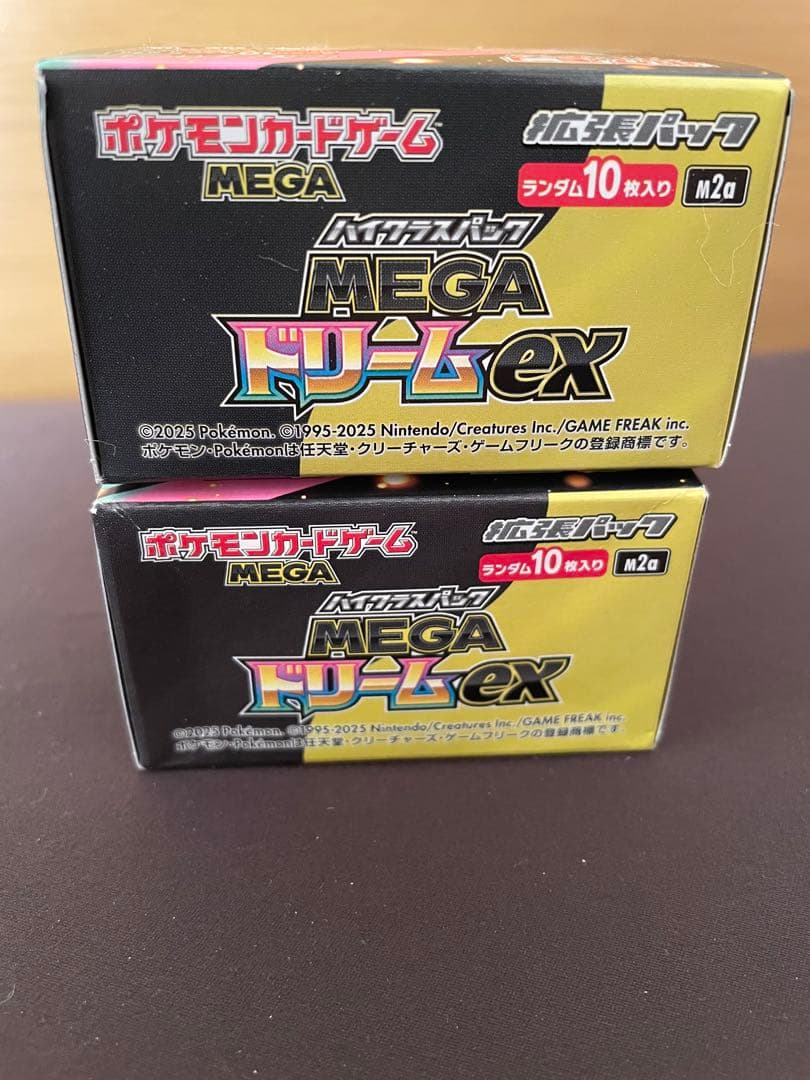 ポケモンカードゲーム
MEGA
拡張パック
ランダム10枚入り M2a
ハイクラスパック
MEGA
ドリームex
©2025 Pokémon. ©1995-2025 Nintendo/Creatures Inc./GAME FREAK inc.
ポケモン・Pokémonは任天堂・クリーチャーズ・ゲームフリークの登録商標です。
ポケモンカードゲーム
MEGA
拡張パック
ランダム10枚入り M2a
ハイクラスパック
MEGA
ドリームex
©2025 Pokémon. ©1995-2025 Nintendo/Creatures Inc./GAME FREAK inc.
ポケモン・Pokémonは任天堂・クリーチャーズ・ゲームフリークの登録商標です。